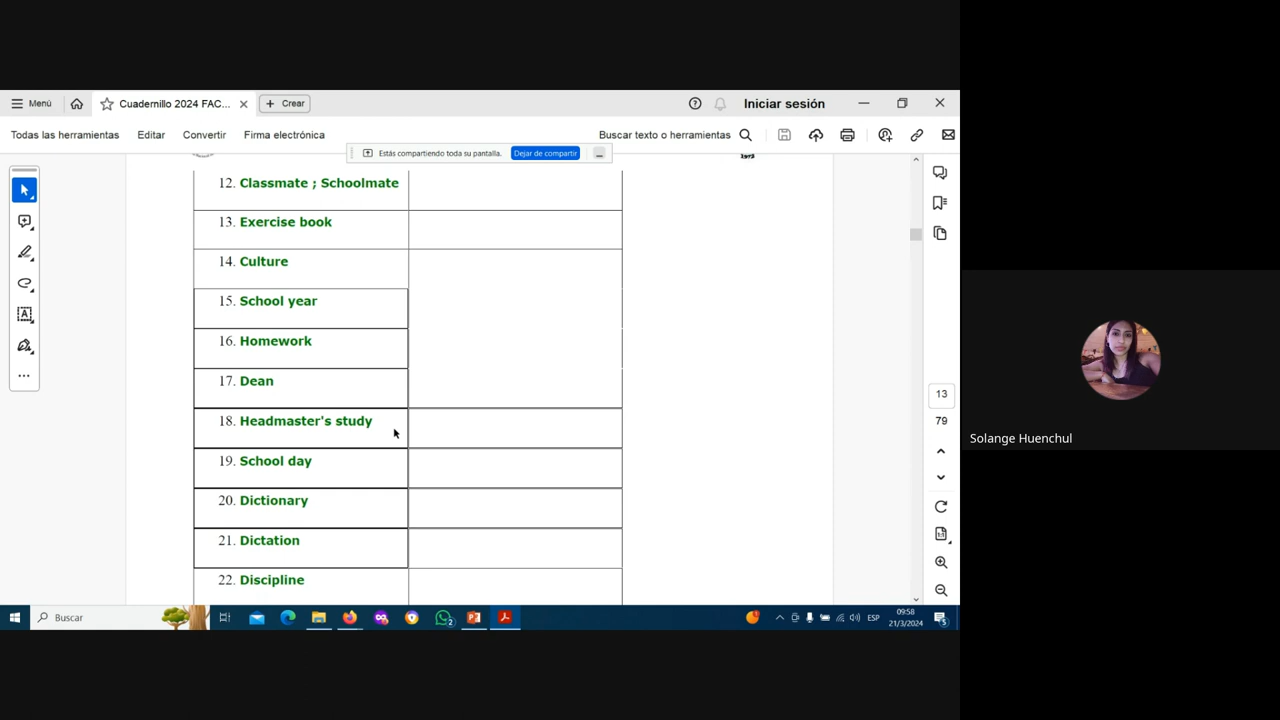 Menú
Cuadernillo 2024 FAC...
Crear
Iniciar sesión
Todas las herramientas
Editar
Convertir
Firma electrónica
Buscar texto o herramientas
Estás compartiendo toda su pantalla.
Dejar de compartir
1973
12. Classmate ; Schoolmate
13. Exercise book
14. Culture
15. School year
16. Homework
17. Dean
18. Headmaster's study
19. School day
20. Dictionary
21. Dictation
22. Discipline
13
79
Solange Huenchul
Buscar
2
ESP
09:58
21/3/2024
5